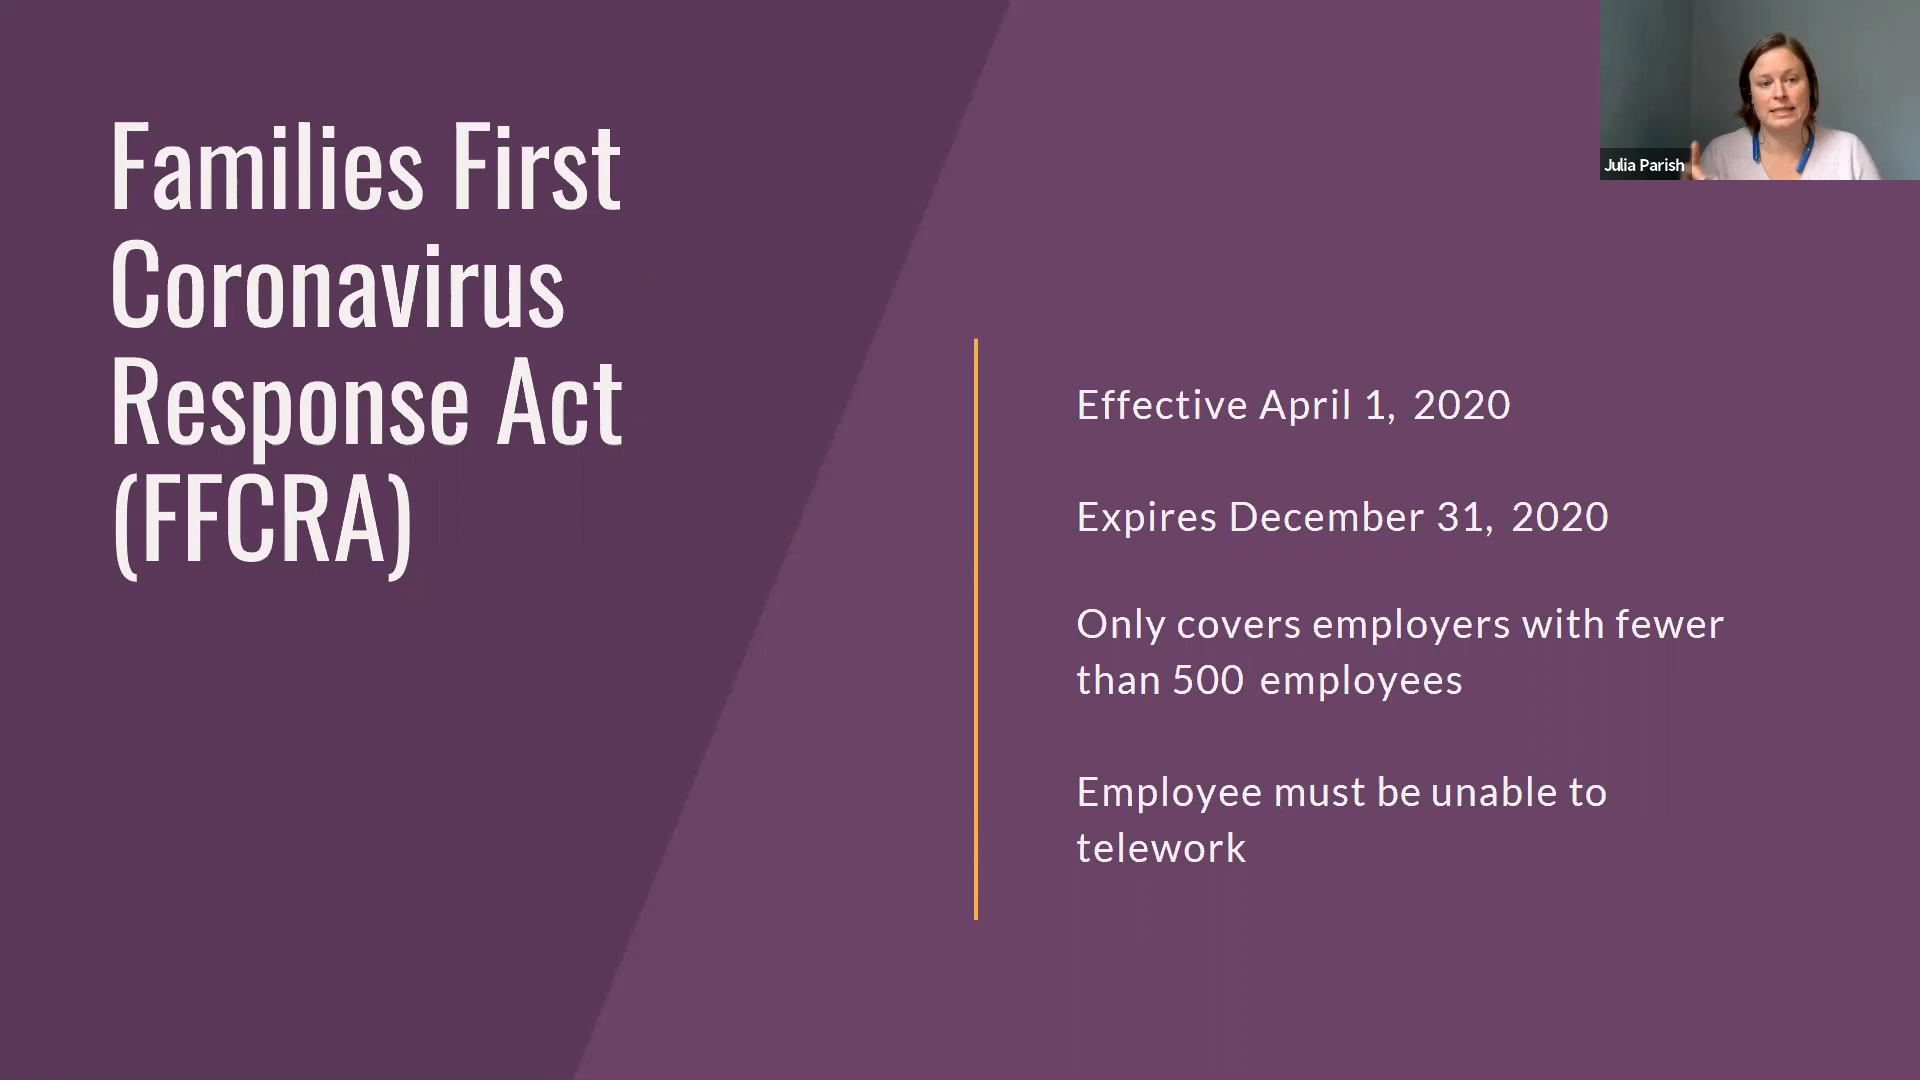 Families First
Coronavirus
Response Act
(FFCRA)
Julia Parish
Effective April 1, 2020
Expires December 31, 2020
Only covers employers with fewer
than 500 employees
Employee must be unable to
telework